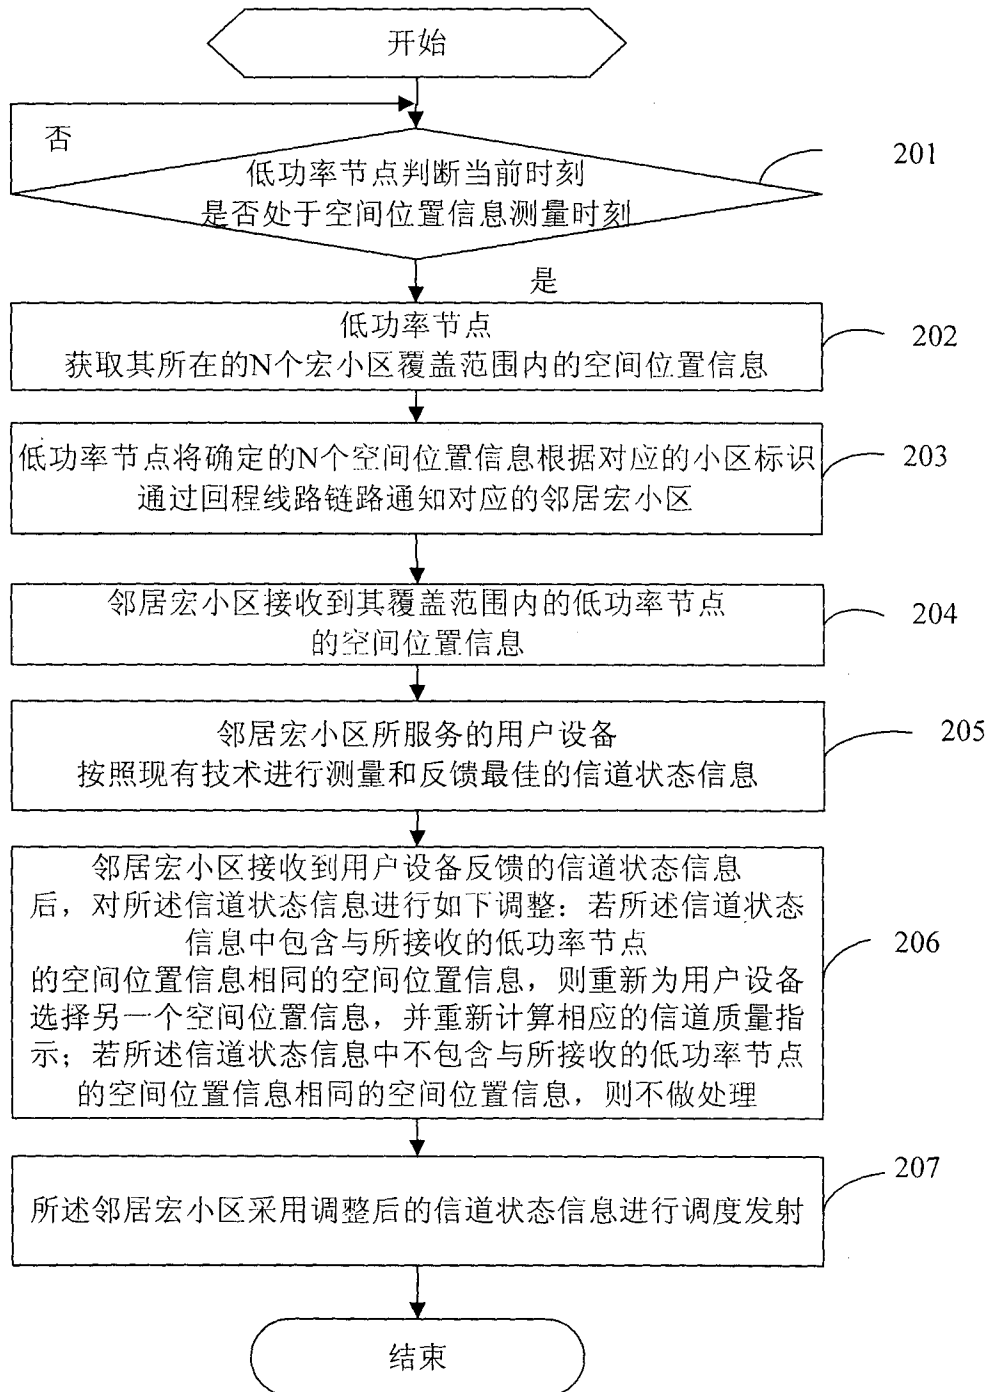 开始
否
低功率节点判断当前时刻
是否处于空间位置信息测量时刻
201
是
低功率节点
获取其所在的N个宏小区覆盖范围内的空间位置信息
202
低功率节点将确定的N个空间位置信息根据对应的小区标识
通过回程线路链路通知对应的邻居宏小区
203
邻居宏小区接收到其覆盖范围内的低功率节点
的空间位置信息
204
邻居宏小区所服务的用户设备
按照现有技术进行测量和反馈最佳的信道状态信息
205
邻居宏小区接收到用户设备反馈的信道状态信息
后，对所述信道状态信息进行如下调整：若所述信道状态
信息中包含与所接收的低功率节点
的空间位置信息相同的空间位置信息，则重新为用户设备
选择另一个空间位置信息，并重新计算相应的信道质量指
示；若所述信道状态信息中不包含与所接收的低功率节点
的空间位置信息相同的空间位置信息，则不做处理
206
所述邻居宏小区采用调整后的信道状态信息进行调度发射
207
结束